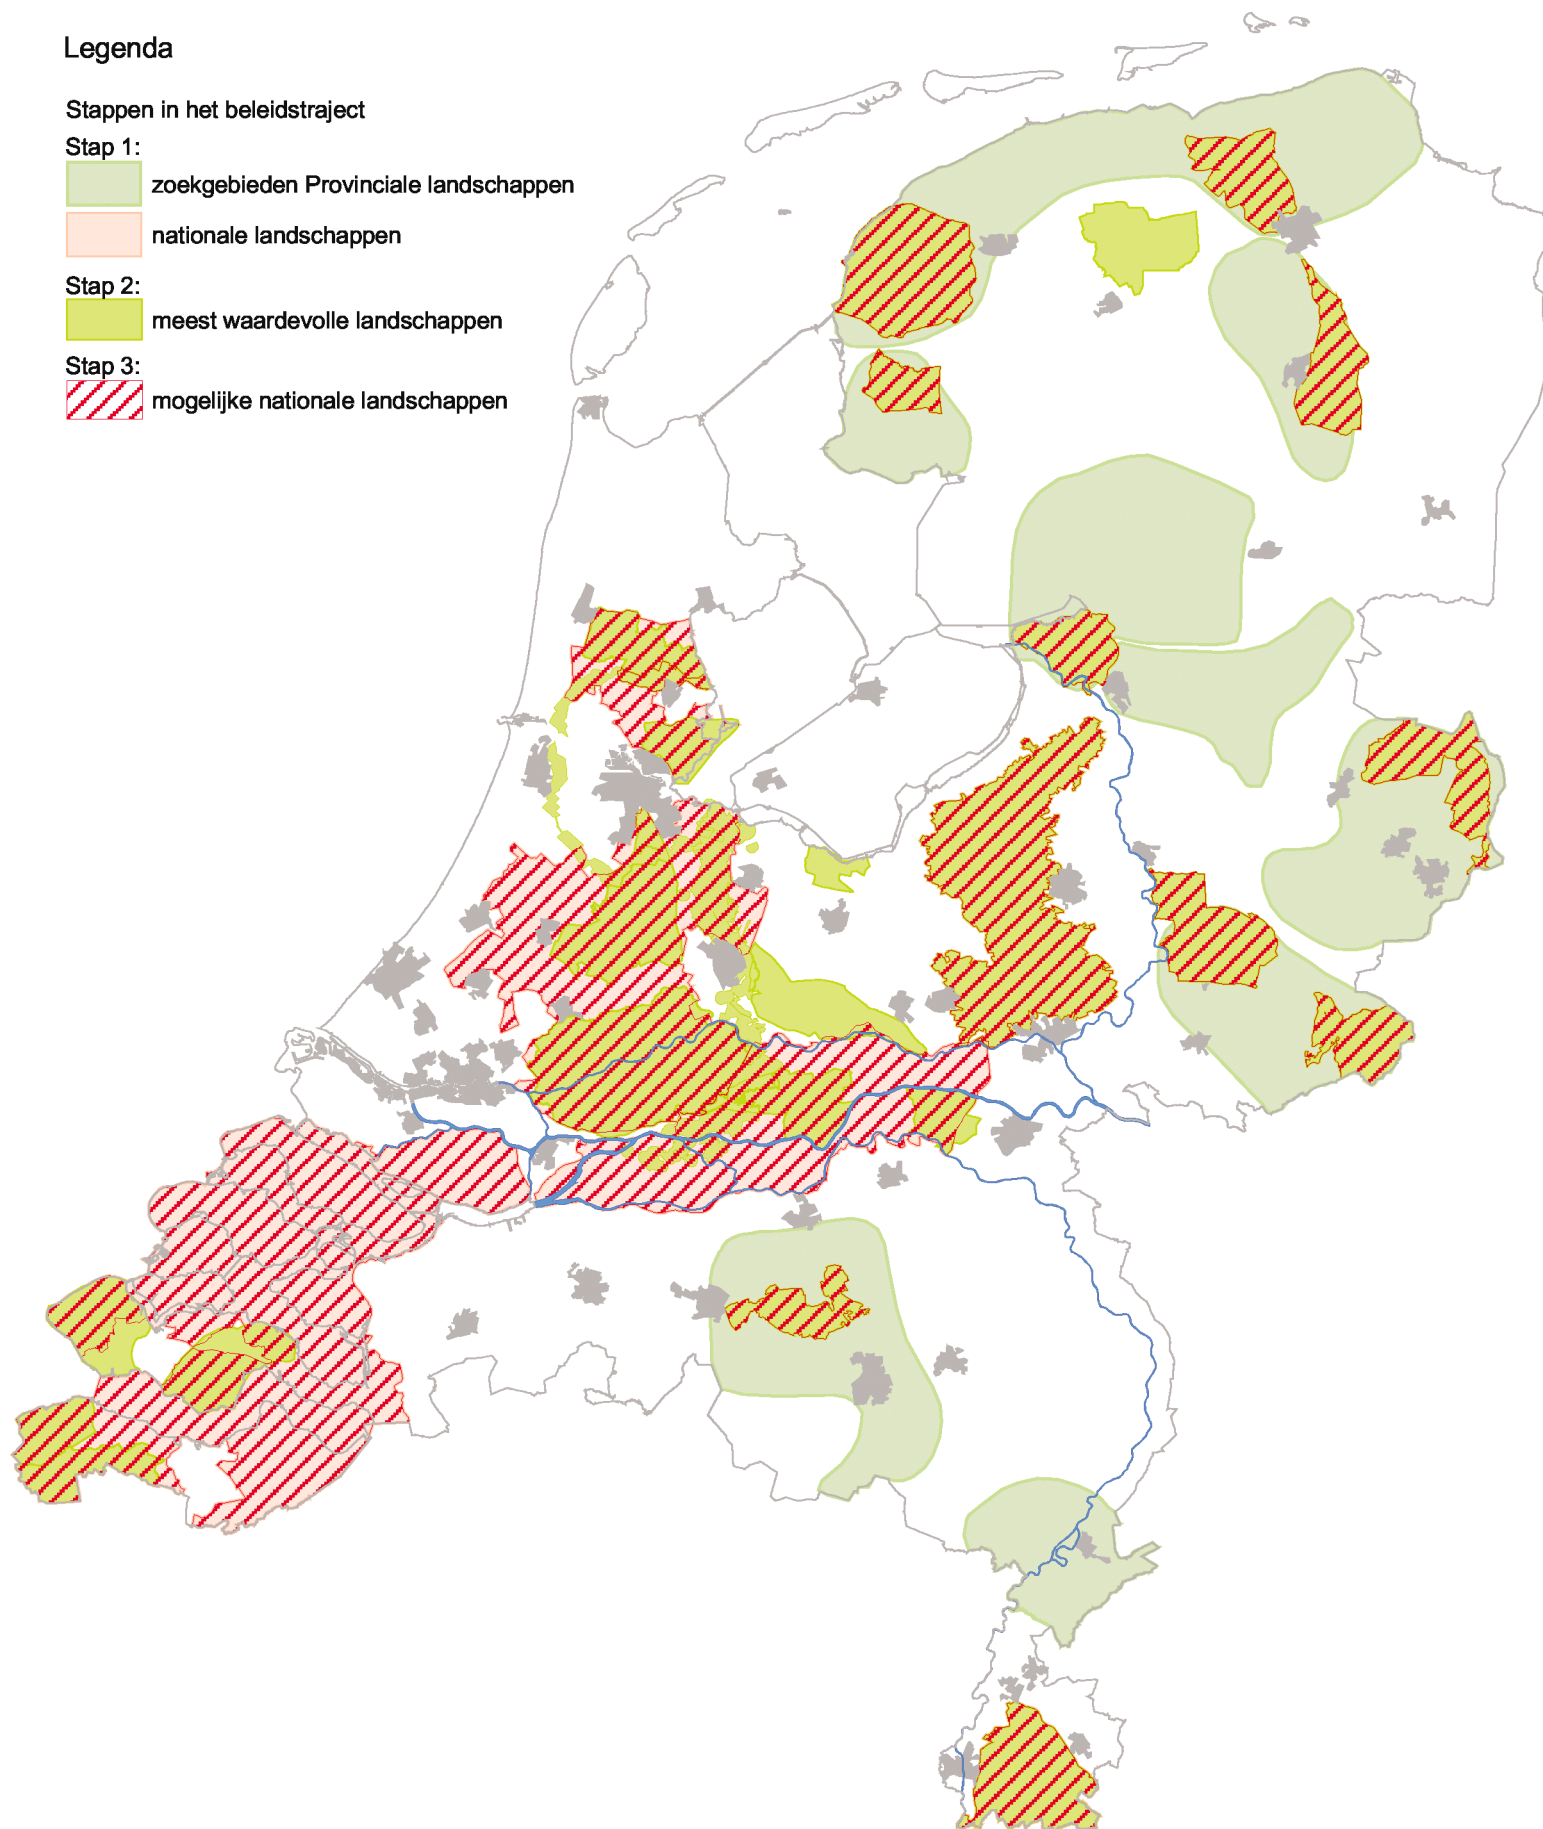 Legenda
Stappen in het beleidstraject
Stap 1:
zoekgebieden Provinciale landschappen
nationale landschappen
Stap 2:
meest waardevolle landschappen
Stap 3:
mogelijke nationale landschappen